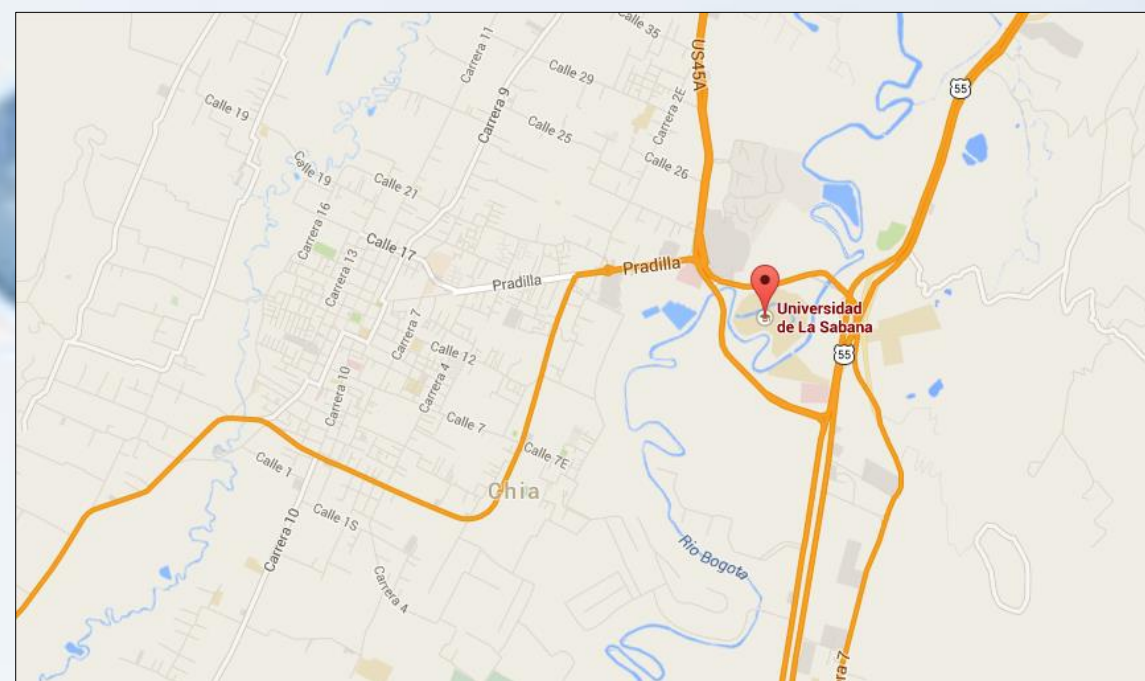 Calle 35
Carrera 11
US45A
Calle 29
55
Carrera 9
Carrera 2E
Calle 19
Calle 25
Calle 26
Calle 19
Calle 21
Carrera 16
Calle 17
Carrera 13
Pradilla
Pradilla
Universidad
de La Sabana
Carrera 7
Calle 12
55
Carrera 4
Carrera 10
Calle 7
Calle 7E
Calle 1
Chia
Calle 1S
Carrera 10
Rio Bogota
Carrera 4